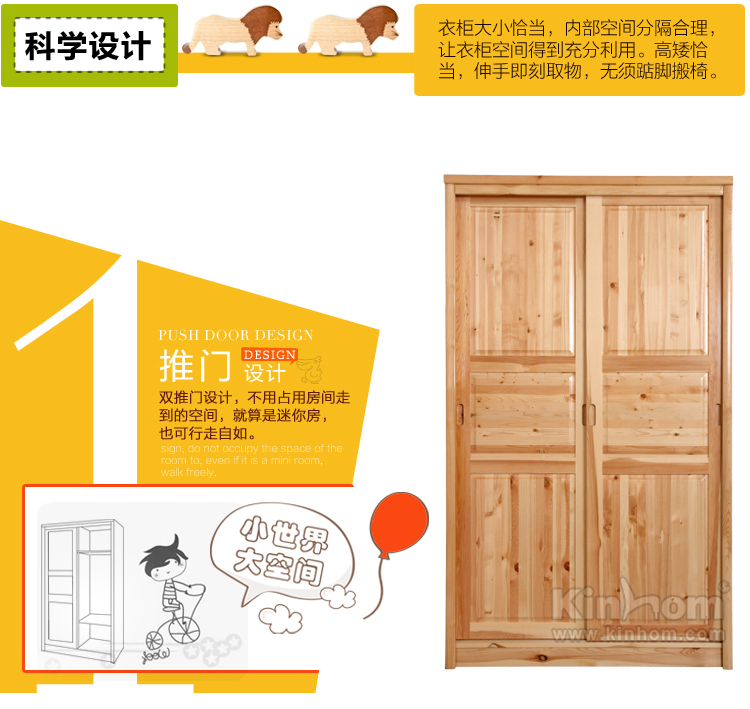 科学设计
衣柜大小恰当，内部空间分隔合理，
让衣柜空间得到充分利用。高矮恰
当，伸手即刻取物，无须踮脚搬椅。
1
PUSH DOOR DESIGN
推门
DESIGN
设计
双推门设计，不用占用房间走
到的空间，就算是迷你房，
也可行走自如。
sign, do not occupy the space of the
room to, even if it is a mini room,
walk freely.
小世界
大空间
Kinhom
www.kinhom.com